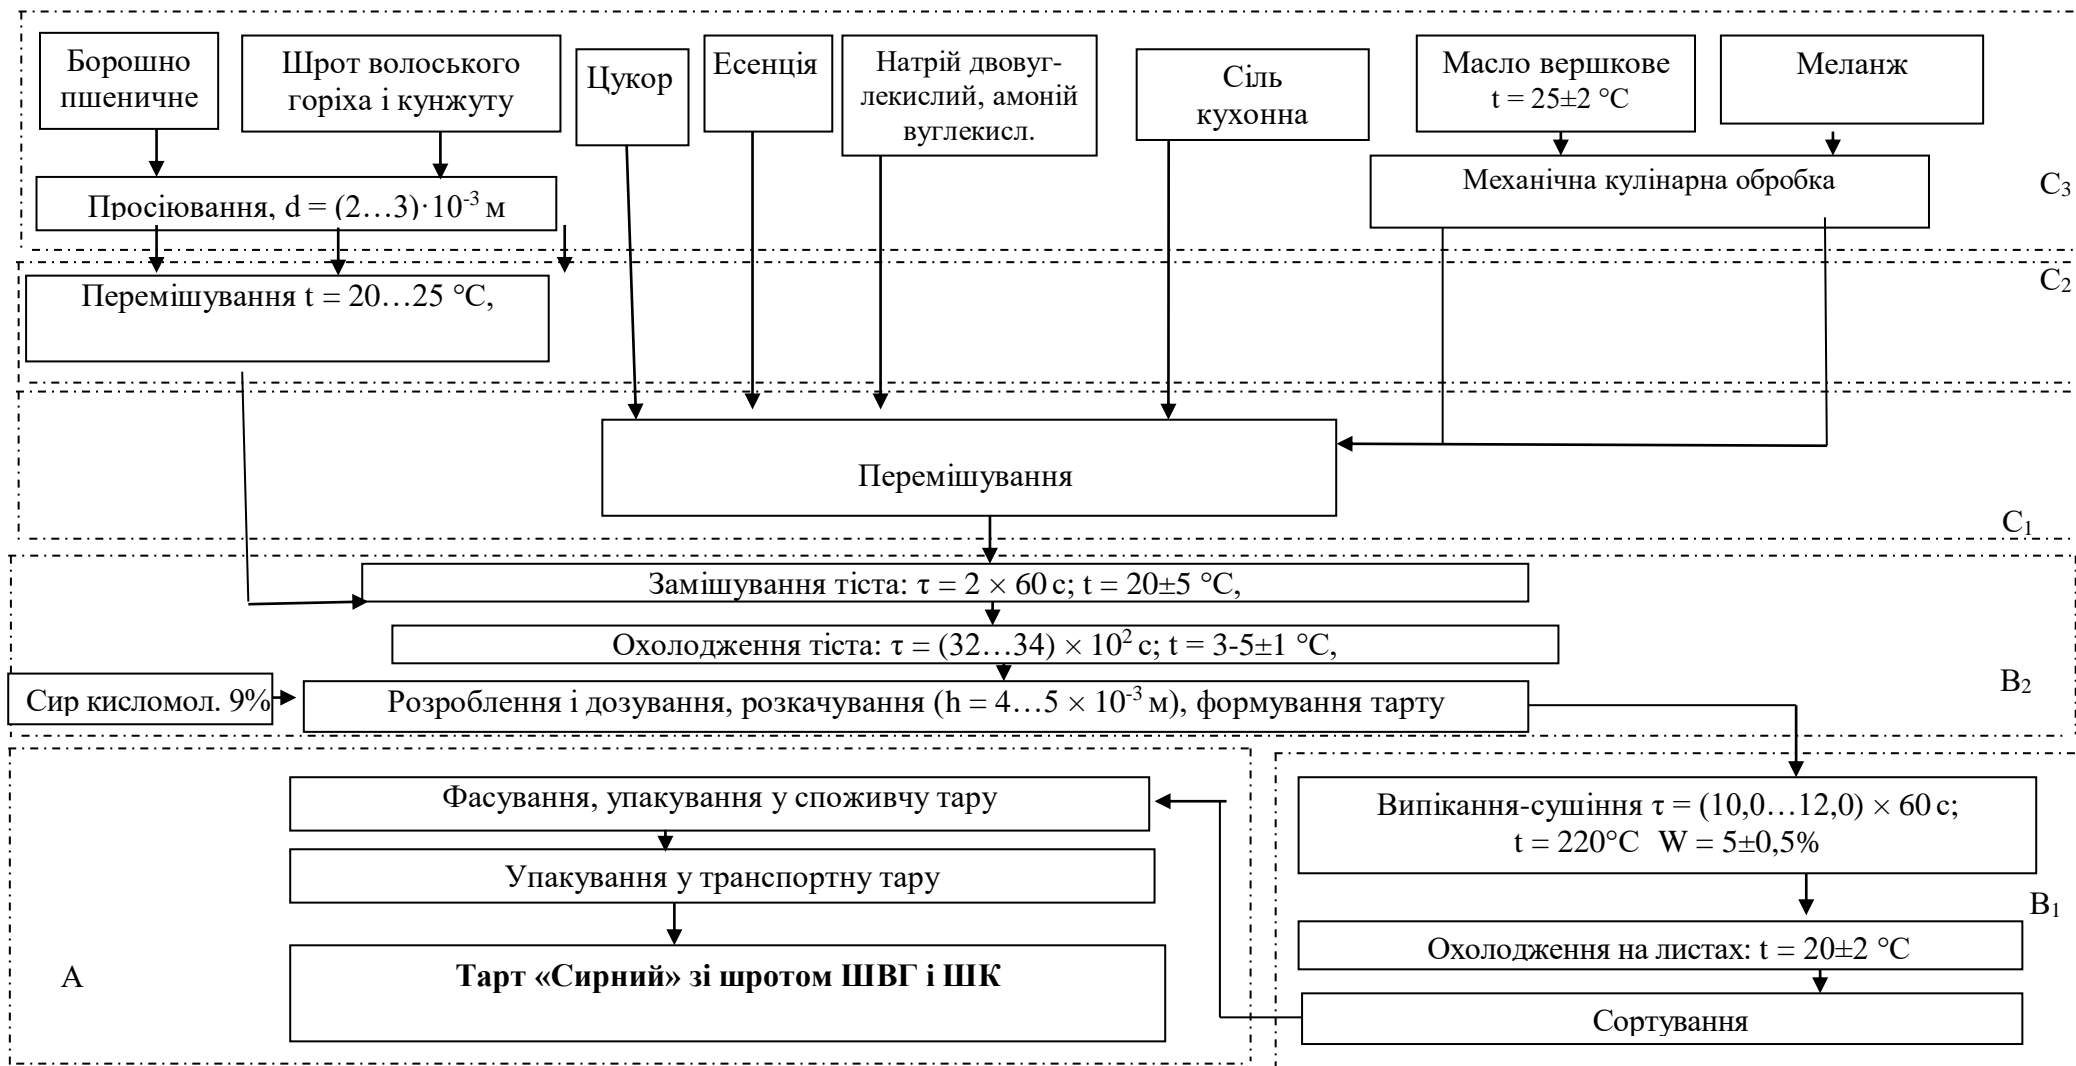 Борошно
пшеничне
Шрот волоського
горіха і кунжуту
Цукор
Есенція
Натрій двовуг-
лекислий, амоній
вуглекисл.
Сіль
кухонна
Масло вершкове
t = 25±2 °C
Меланж
Просіювання, d = (2…3)·10⁻³ м
Механічна кулінарна обробка
C₃
Перемішування t = 20…25 °C,
C₂
Перемішування
C₁
Замішування тіста: τ = 2 × 60 с; t = 20±5 °C,
Охолодження тіста: τ = (32…34) × 10² с; t = 3-5±1 °C,
Сир кисломол. 9%
Розроблення і дозування, розкачування (h = 4…5 × 10⁻³ м), формування тарту
B₂
Фасування, упакування у споживчу тару
Упакування у транспортну тару
Тарт «Сирний» зі шротом ШВГ і ШК
A
Випікання-сушіння τ = (10,0…12,0) × 60 с;
t = 220°C W = 5±0,5%
B₁
Охолодження на листах: t = 20±2 °C
Сортування